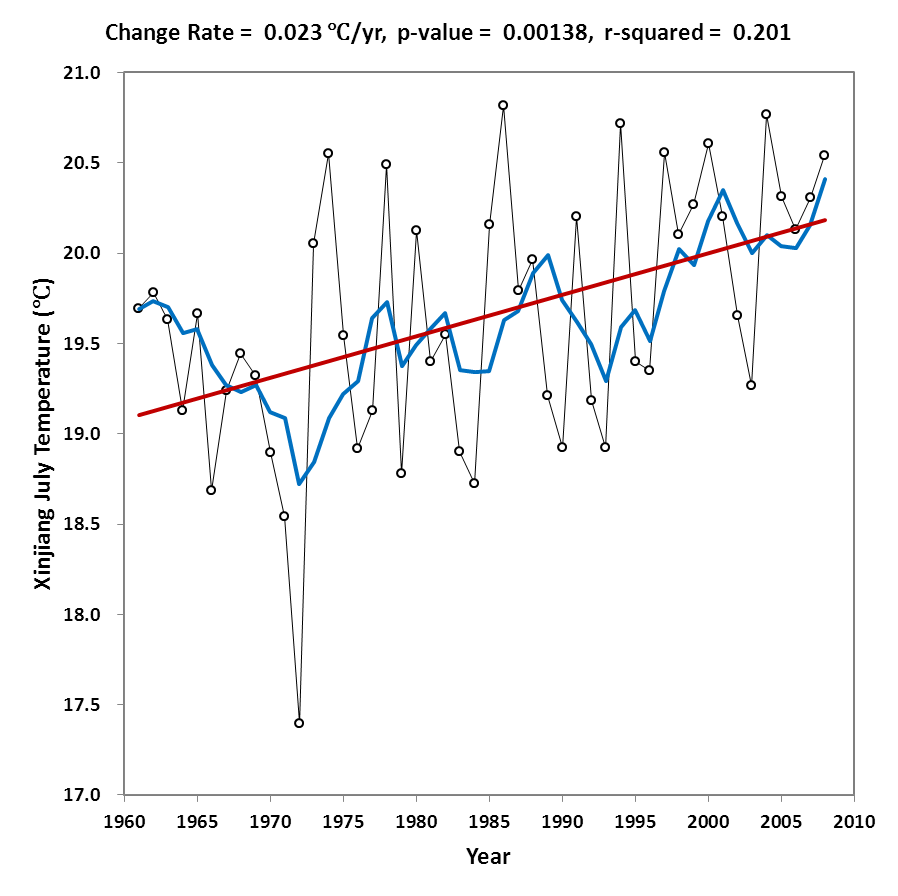 Change Rate = 0.023 ℃/yr, p-value = 0.00138, r-squared = 0.201
21.0
20.5
20.0
19.5
19.0
18.5
18.0
17.5
17.0
Xinjiang July Temperature (℃)
1960 1965 1970 1975 1980 1985 1990 1995 2000 2005 2010
Year